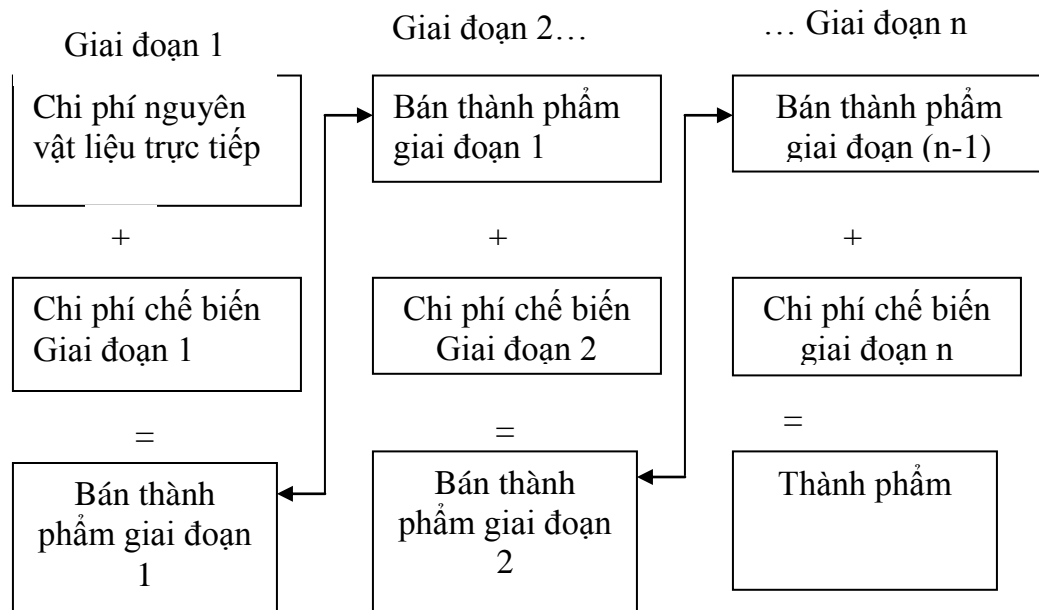 Giai đoạn 1
Chi phí nguyên
vật liệu trực tiếp
+
Chi phí chế biến
Giai đoạn 1
=
Bán thành
phẩm giai đoạn
1
Giai đoạn 2…
Bán thành phẩm
giai đoạn 1
+
Chi phí chế biến
Giai đoạn 2
=
Bán thành
phẩm giai đoạn
2
… Giai đoạn n
Bán thành phẩm
giai đoạn (n-1)
+
Chi phí chế biến
giai đoạn n
=
Thành phẩm